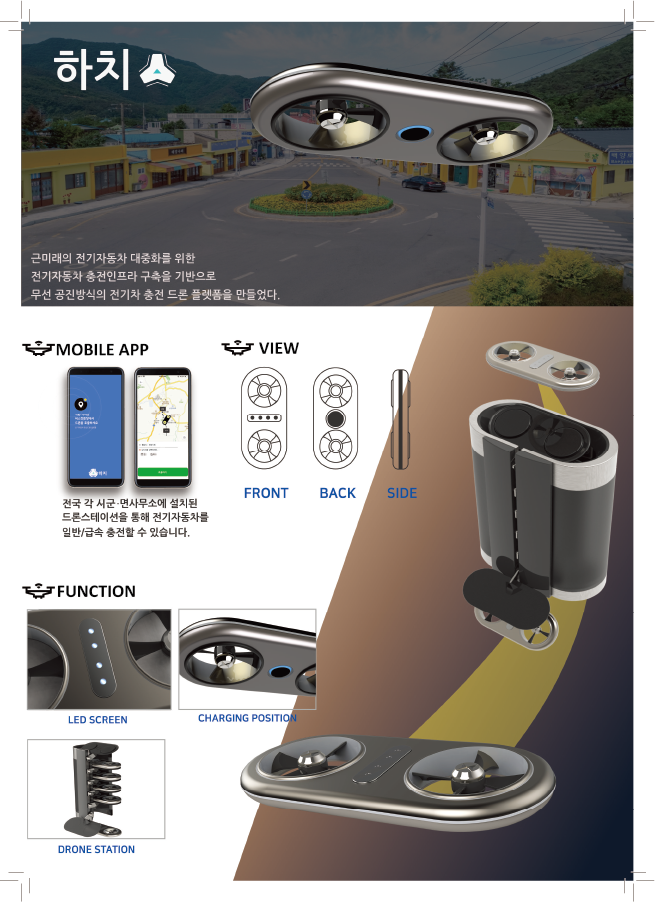 하치
근미래의 전기자동차 대중화를 위한
전기자동차 충전인프라 구축을 기반으로
무선 공진방식의 전기차 충전 드론 플랫폼을 만들었다.
MOBILE APP
VIEW
하치
전국 각 시군·면사무소에 설치된
드론스테이션을 통해 전기자동차를
일반/급속 충전할 수 있습니다.
FRONT
BACK
SIDE
FUNCTION
LED SCREEN
CHARGING POSITION
DRONE STATION